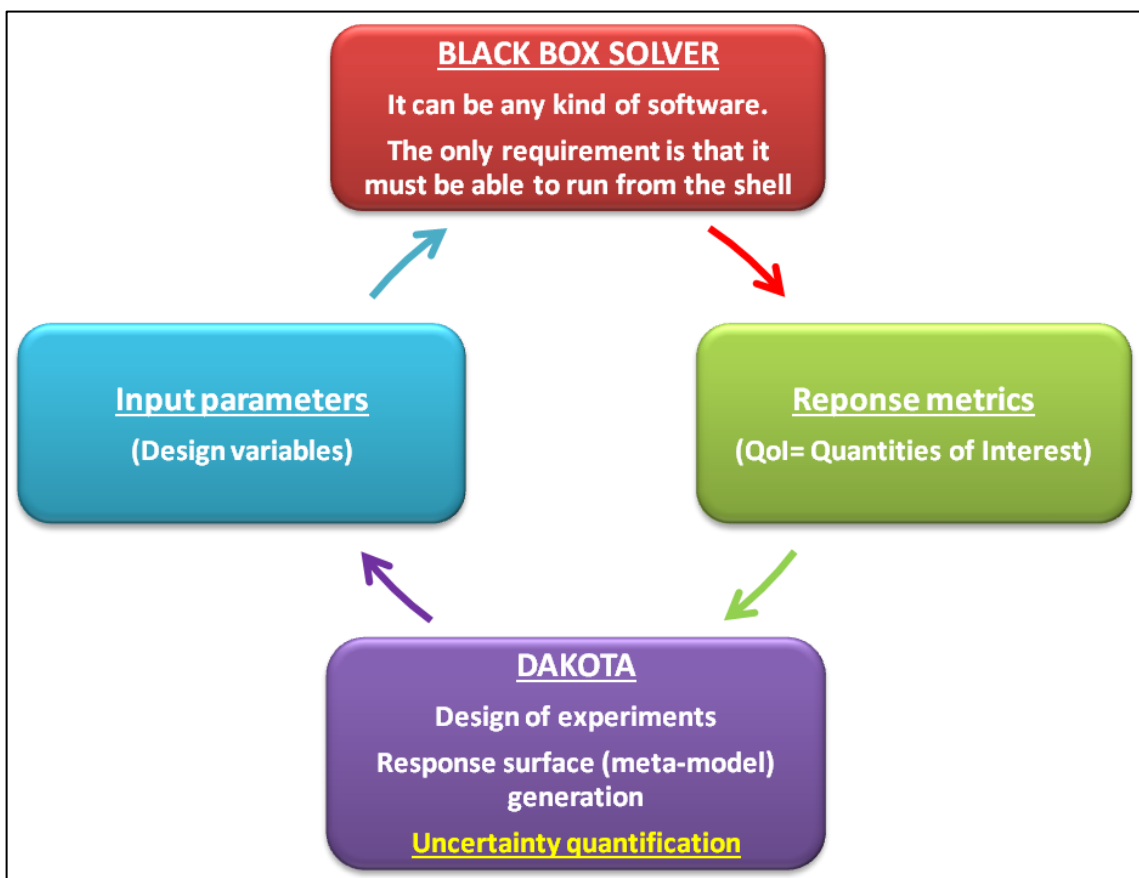 BLACK BOX SOLVER
It can be any kind of software.
The only requirement is that it
must be able to run from the shell
Input parameters
(Design variables)
Reponse metrics
(QoI= Quantities of Interest)
DAKOTA
Design of experiments
Response surface (meta-model)
generation
Uncertainty quantification